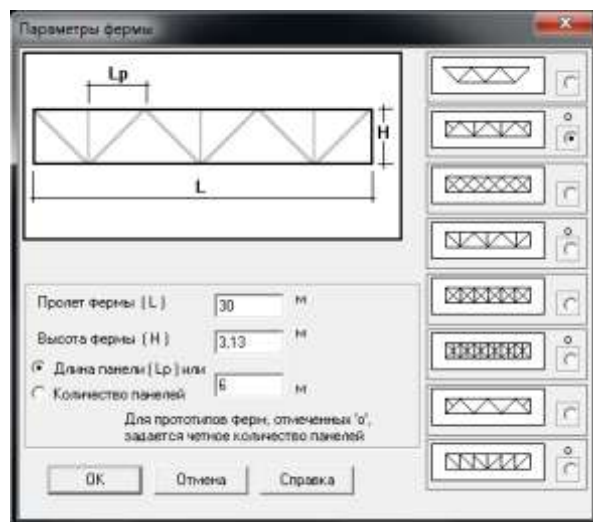 Параметры фермы
Lp
H
L
Пролет фермы ( L ) 30 м
Высота фермы ( H ) 3,13 м
Длина панели ( Lp ) или
Количество панелей 6 м
Для прототипов ферм, отмеченных 'o',
задается четное количество панелей
OK Отмена Справка
o
o
o
o